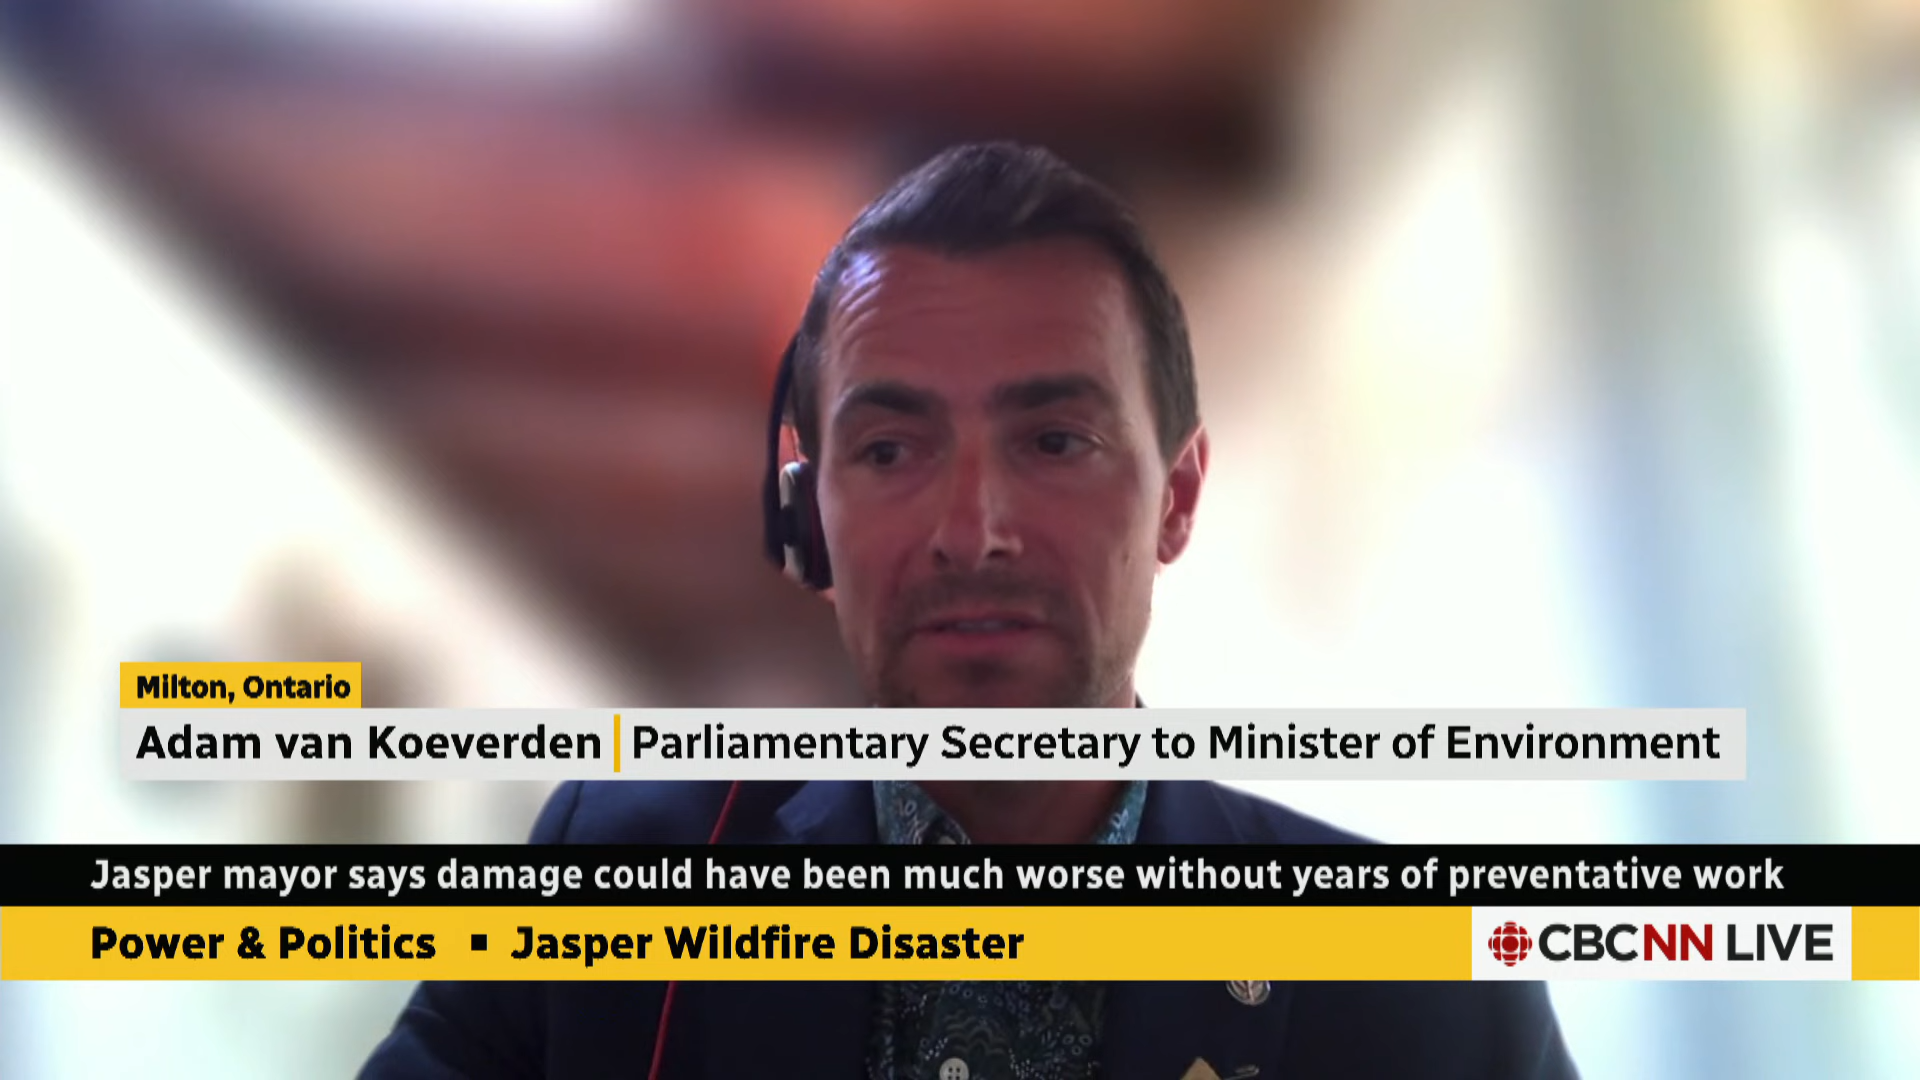 Milton, Ontario
Adam van Koeverden | Parliamentary Secretary to Minister of Environment
Jasper mayor says damage could have been much worse without years of preventative work
Power & Politics ▪ Jasper Wildfire Disaster
CBCNN LIVE